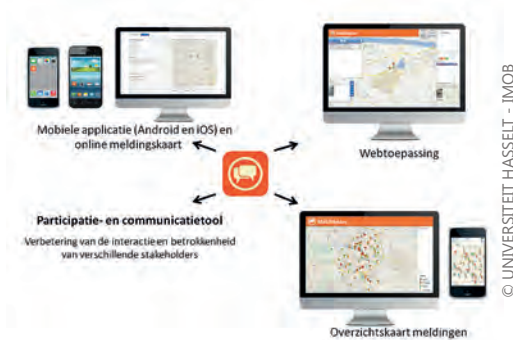 Mobiele applicatie (Android en iOS) en
online meldingskaart
Webtoepassing
Participatie- en communicatietool
Verbetering van de interactie en betrokkenheid
van verschillende stakeholders
Overzichtskaart meldingen
© UNIVERSITEIT HASSELT - IMOB